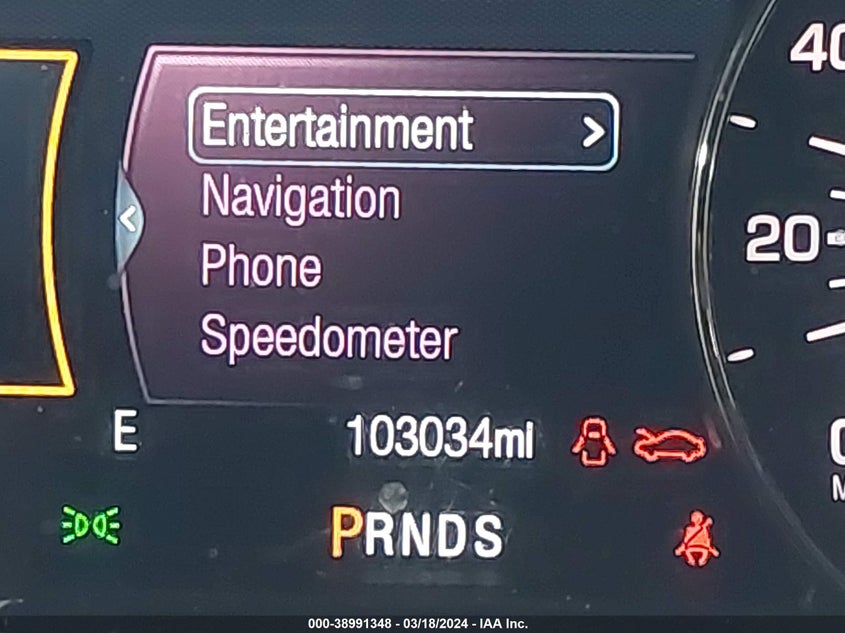 40
Entertainment >
Navigation
<
20
Phone
Speedometer
E
103034mi
PRNDS
000-38991348 - 03/18/2024 - IAA Inc.